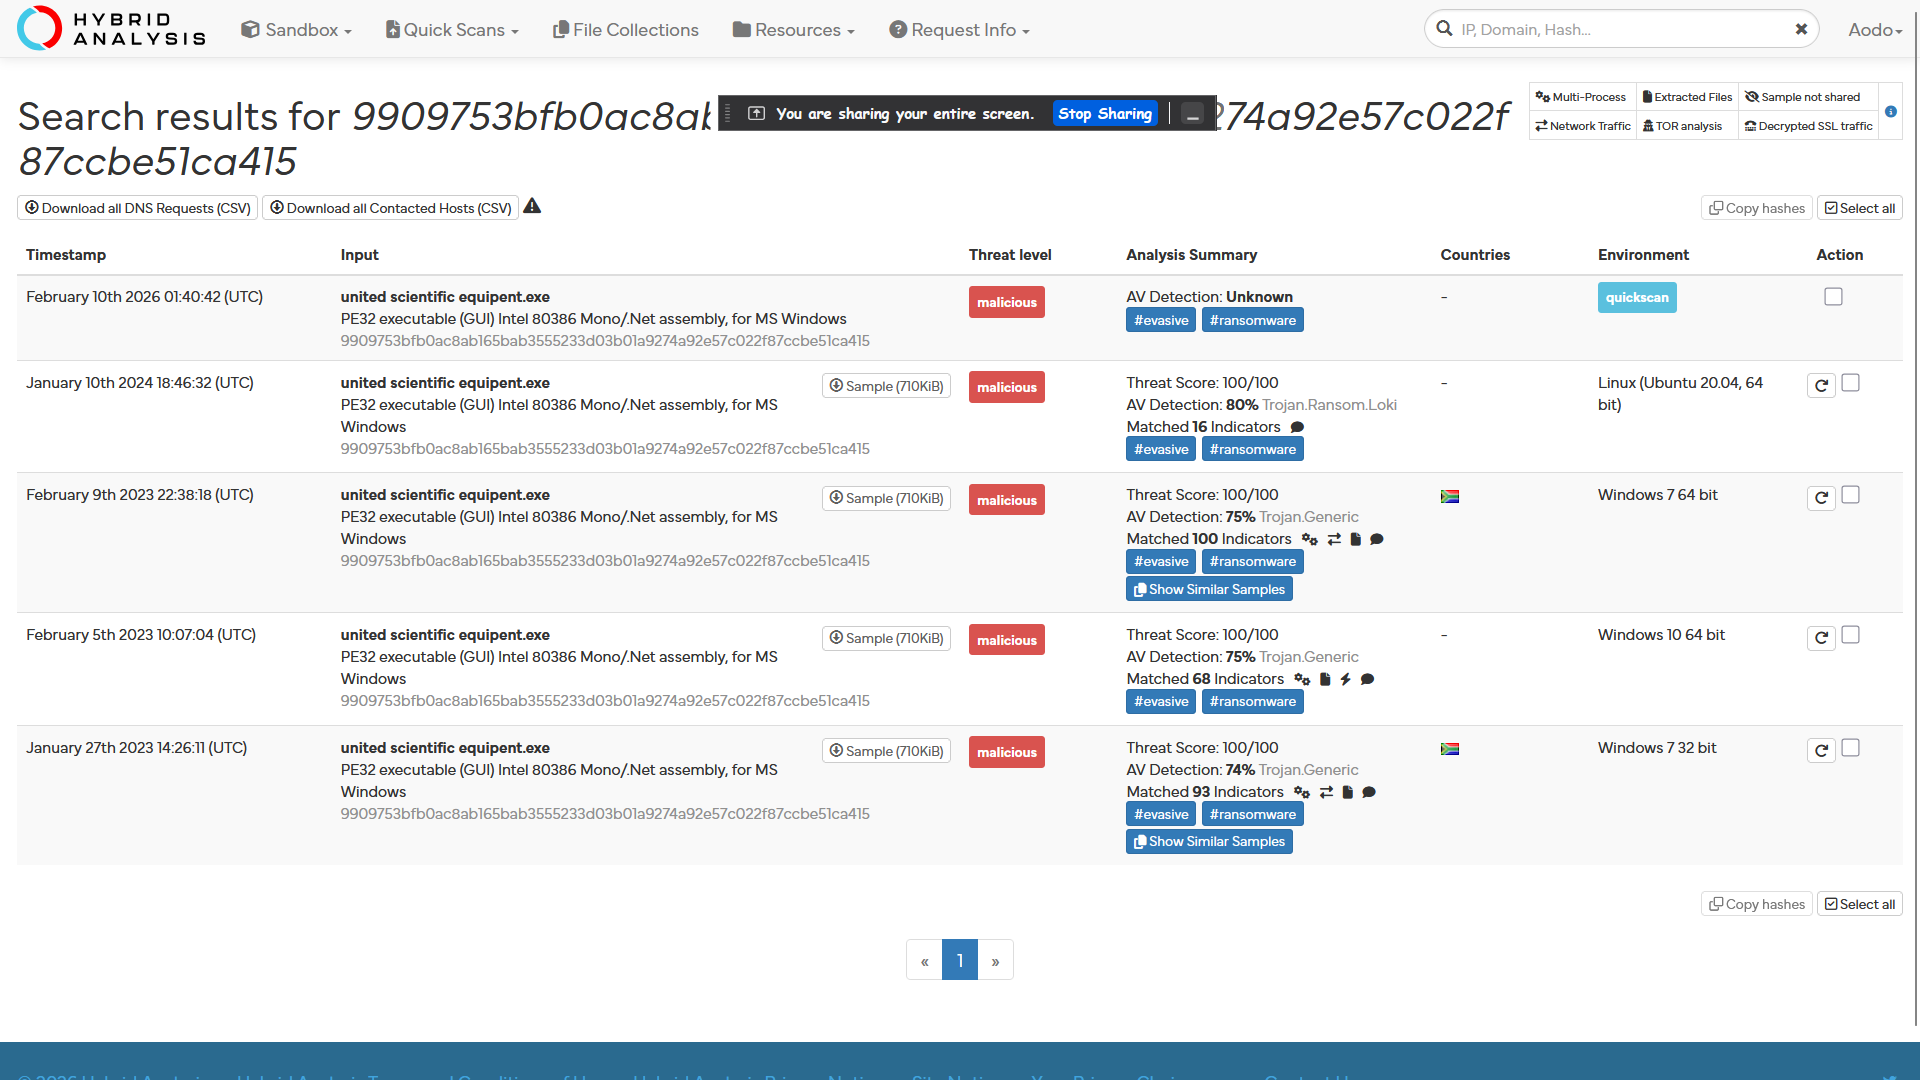 HYBRID
ANALYSIS
Sandbox
Quick Scans
File Collections
Resources
Request Info
IP, Domain, Hash...
Aodo
Search results for 9909753bfb0ac8ab 274a92e57c022f
87ccbe51ca415
You are sharing your entire screen. Stop Sharing
Multi-Process Extracted Files Sample not shared
Network Traffic TOR analysis Decrypted SSL traffic
Download all DNS Requests (CSV) Download all Contacted Hosts (CSV)
Copy hashes Select all
Timestamp Input Threat level Analysis Summary Countries Environment Action
February 10th 2026 01:40:42 (UTC)
united scientific equipent.exe
PE32 executable (GUI) Intel 80386 Mono/.Net assembly, for MS Windows
9909753bfb0ac8ab165bab3555233d03b01a9274a92e57c022f87ccbe51ca415
malicious
AV Detection: Unknown
#evasive #ransomware
-
quickscan
January 10th 2024 18:46:32 (UTC)
united scientific equipent.exe
Sample (710KiB)
PE32 executable (GUI) Intel 80386 Mono/.Net assembly, for MS
Windows
9909753bfb0ac8ab165bab3555233d03b01a9274a92e57c022f87ccbe51ca415
malicious
Threat Score: 100/100
AV Detection: 80% Trojan.Ransom.Loki
Matched 16 Indicators
#evasive #ransomware
-
Linux (Ubuntu 20.04, 64
bit)
February 9th 2023 22:38:18 (UTC)
united scientific equipent.exe
Sample (710KiB)
PE32 executable (GUI) Intel 80386 Mono/.Net assembly, for MS
Windows
9909753bfb0ac8ab165bab3555233d03b01a9274a92e57c022f87ccbe51ca415
malicious
Threat Score: 100/100
AV Detection: 75% Trojan.Generic
Matched 100 Indicators
#evasive #ransomware
Show Similar Samples
Windows 7 64 bit
February 5th 2023 10:07:04 (UTC)
united scientific equipent.exe
Sample (710KiB)
PE32 executable (GUI) Intel 80386 Mono/.Net assembly, for MS
Windows
9909753bfb0ac8ab165bab3555233d03b01a9274a92e57c022f87ccbe51ca415
malicious
Threat Score: 100/100
AV Detection: 75% Trojan.Generic
Matched 68 Indicators
#evasive #ransomware
-
Windows 10 64 bit
January 27th 2023 14:26:11 (UTC)
united scientific equipent.exe
Sample (710KiB)
PE32 executable (GUI) Intel 80386 Mono/.Net assembly, for MS
Windows
9909753bfb0ac8ab165bab3555233d03b01a9274a92e57c022f87ccbe51ca415
malicious
Threat Score: 100/100
AV Detection: 74% Trojan.Generic
Matched 93 Indicators
#evasive #ransomware
Show Similar Samples
Windows 7 32 bit
Copy hashes Select all
« 1 »